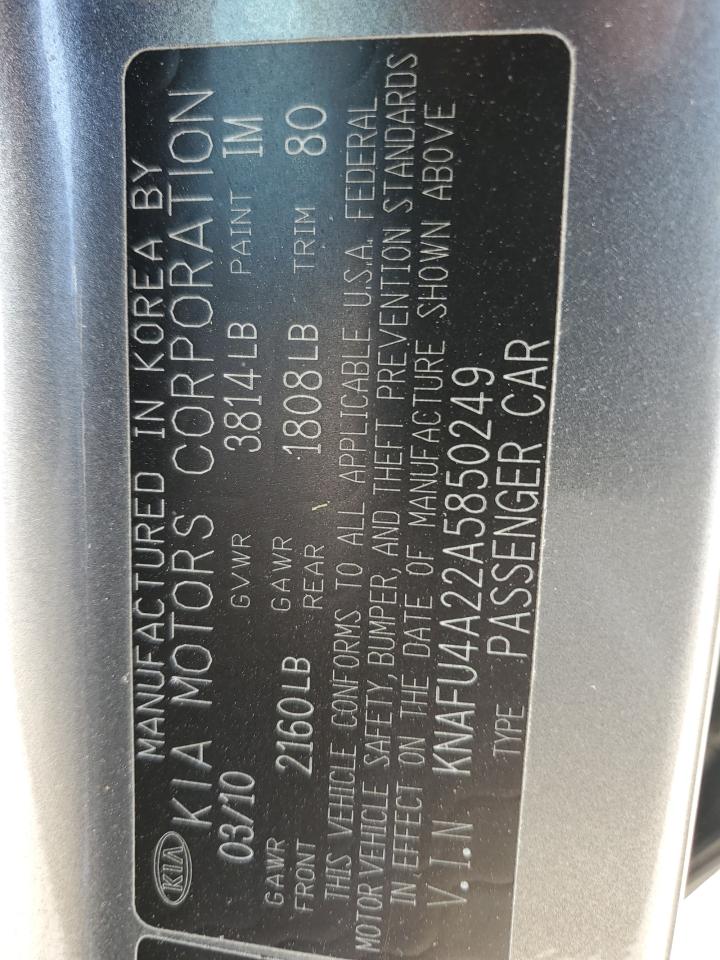 MANUFACTURED IN KOREA BY
KIA KIA MOTORS CORPORATION
03/10 GVWR 3814LB PAINT 1M
GAWR FRONT 2160LB GAWR REAR 1808LB TRIM 80
THIS VEHICLE CONFORMS TO ALL APPLICABLE U.S.A. FEDERAL
MOTOR VEHICLE SAFETY, BUMPER, AND THEFT PREVENTION STANDARDS
IN EFFECT ON THE DATE OF MANUFACTURE SHOWN ABOVE
V.I.N KNAFU4A22A5850249
TYPE PASSENGER CAR